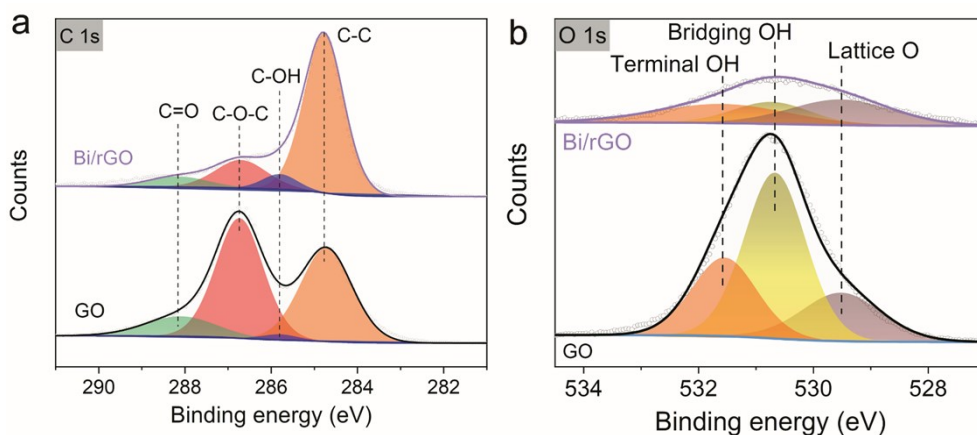 a
C 1s
C-C
C-OH
C-O-C
C=O
Bi/rGO
GO
Counts
290 288 286 284 282
Binding energy (eV)
b
O 1s
Bridging OH
Terminal OH
Lattice O
Bi/rGO
GO
Counts
534 532 530 528
Binding energy (eV)